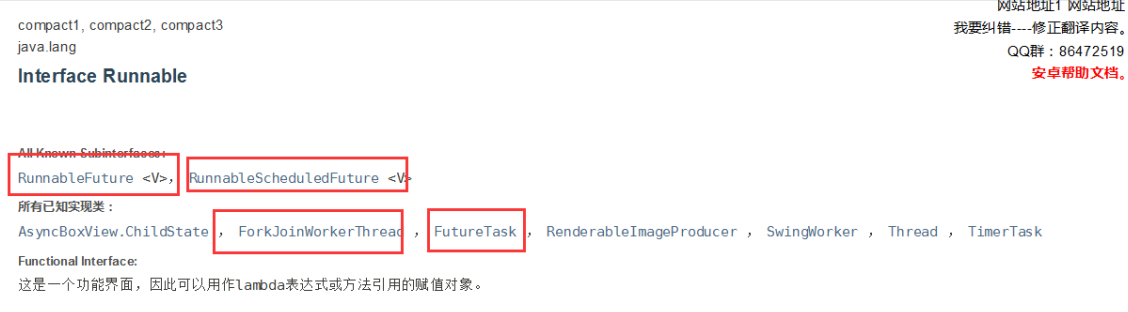 网站地址1 网站地址
compact1, compact2, compact3
我要纠错----修正翻译内容。
java.lang
QQ群：86472519
Interface Runnable
安卓帮助文档。
All Known Subinterfaces:
RunnableFuture <V>， RunnableScheduledFuture <V>
所有已知实现类：
AsyncBoxView.ChildState ， ForkJoinWorkerThread ， FutureTask ， RenderableImageProducer ， SwingWorker ， Thread ， TimerTask
Functional Interface:
这是一个功能界面，因此可以用作lambda表达式或方法引用的赋值对象。